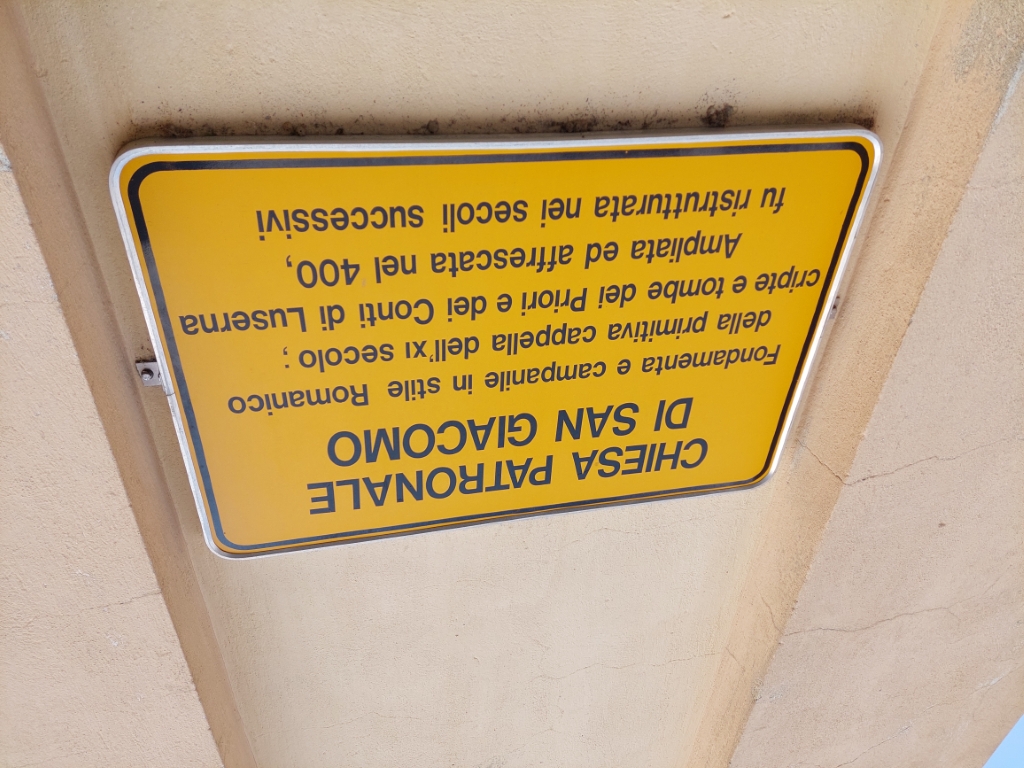 CHIESA PATRONALE
DI SAN GIACOMO
Fondamenta e campanile in stile Romanico
della primitiva cappella dell'XI secolo ;
cripte e tombe dei Priori e dei Conti di Luserna
Ampliata ed affrescata nel 400,
fu ristrutturata nei secoli successivi